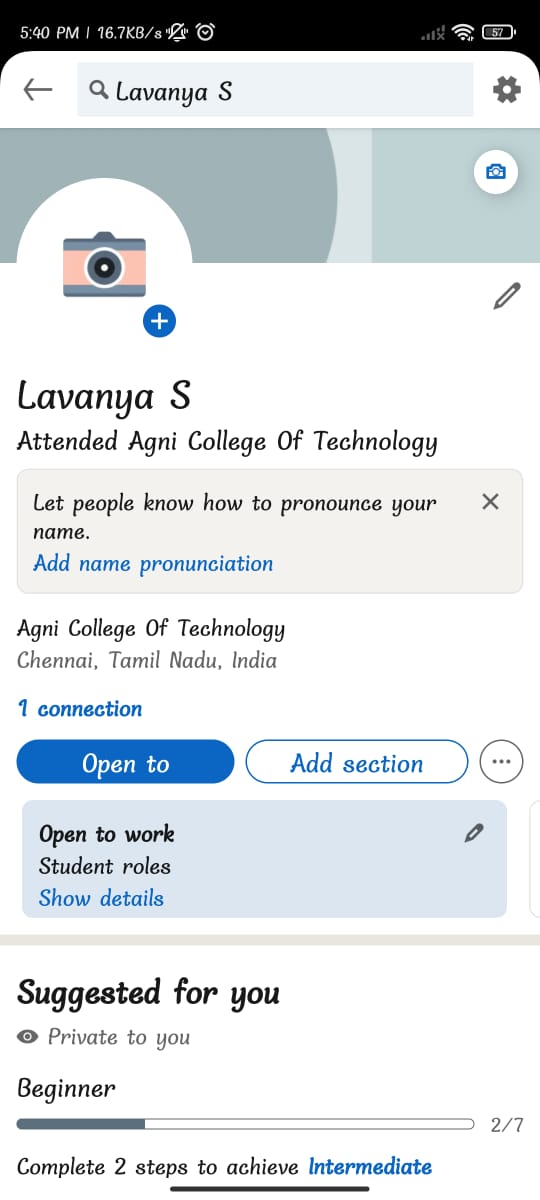 5:40 PM | 16.7KB/s
57
Lavanya S
Lavanya S
Attended Agni College Of Technology
Let people know how to pronounce your
name.
Add name pronunciation
Agni College Of Technology
Chennai, Tamil Nadu, India
1 connection
Open to
Add section
Open to work
Student roles
Show details
Suggested for you
Private to you
Beginner
2/7
Complete 2 steps to achieve Intermediate